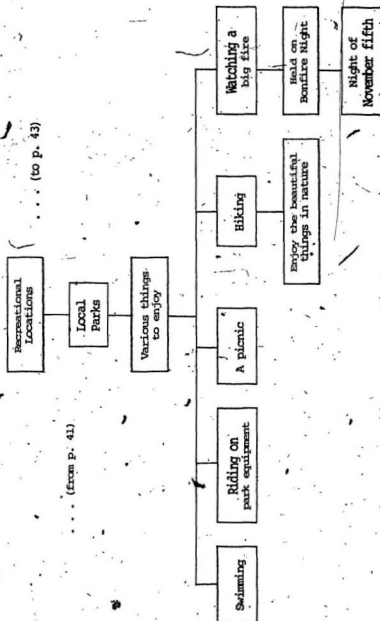 . . . (from p. 41)
. . . (to p. 43)
Recreational
Locations
Local
Parks
Various things
to enjoy
Swimming
Riding on
park equipment
A picnic
Hiking
Watching a
big fire
Enjoy the beautiful
things in nature
Held on
Bonfire Night
Night of
November fifth